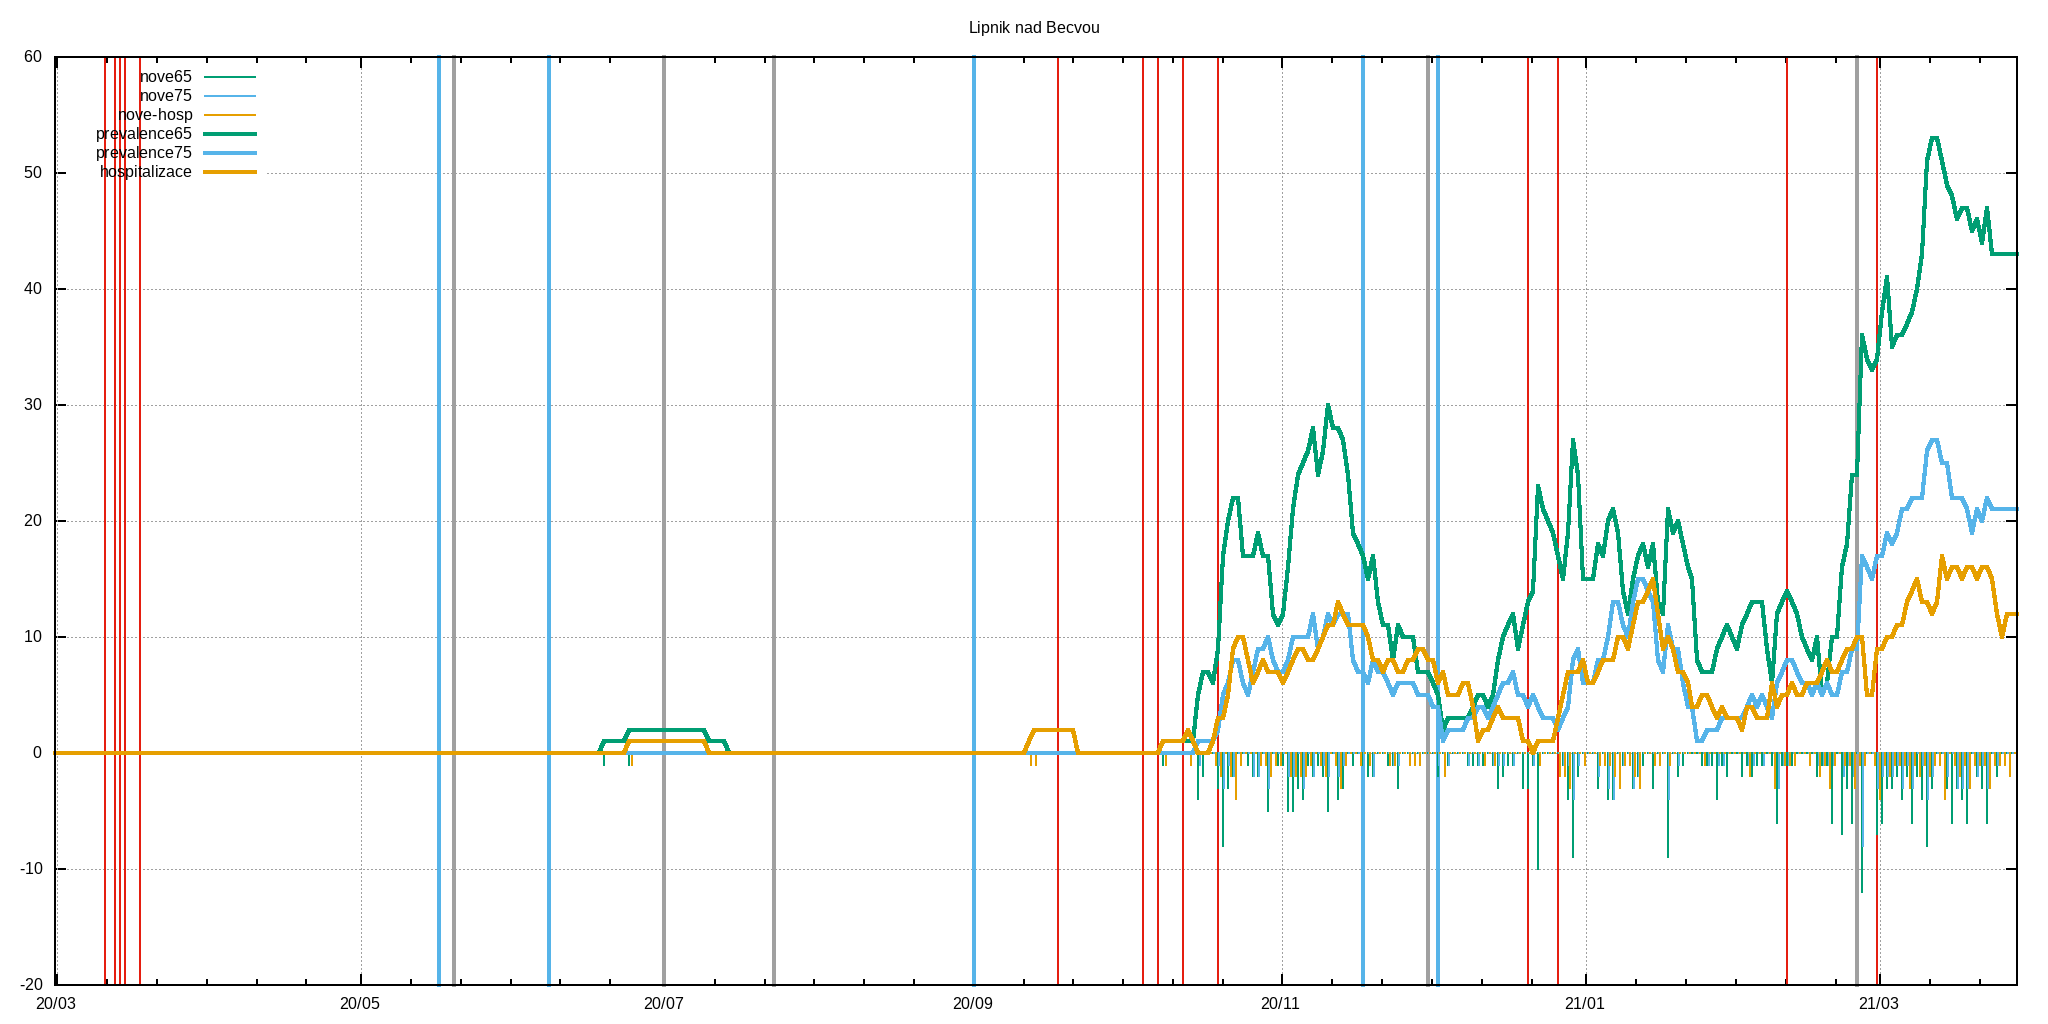 Lipnik nad Becvou
60
50
40
30
20
10
0
-10
-20
nove65
nove75
nove-hosp
prevalence65
prevalence75
hospitalizace
20/03 20/05 20/07 20/09 20/11 21/01 21/03